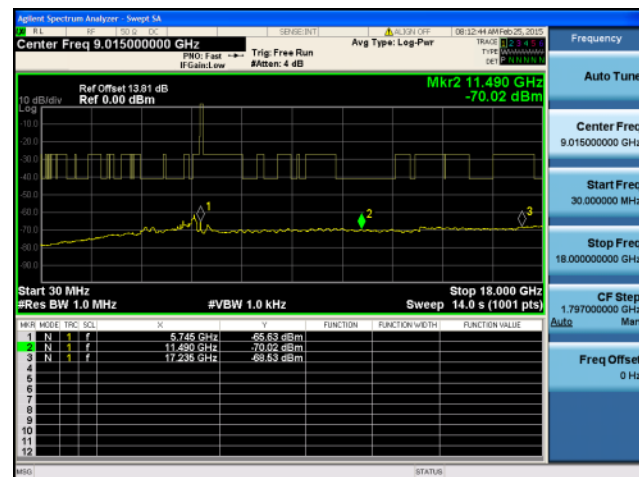 Agilent Spectrum Analyzer - Swept SA
RL RF 50 Ω DC SENSE:INT ALIGN OFF 08:12:44 AM Feb 25, 2015
Center Freq 9.015000000 GHz
PNO: Fast
IFGain:Low
Trig: Free Run
#Atten: 4 dB
Avg Type: Log-Pwr
TRACE 1 2 3 4 5 6
TYPE
DET P N N N N N
Frequency
Mkr2 11.490 GHz
-70.02 dBm
Ref Offset 13.81 dB
10 dB/div Ref 0.00 dBm
Log
-10.0
-20.0
-30.0
-40.0
-50.0
-60.0
-70.0
-80.0
-90.0
1
2
3
Start 30 MHz Stop 18.000 GHz
#Res BW 1.0 MHz #VBW 1.0 kHz Sweep 14.0 s (1001 pts)
MKR MODE TRC SCL X Y FUNCTION FUNCTION WIDTH FUNCTION VALUE
1 N 1 f 5.745 GHz -65.63 dBm
2 N 1 f 11.490 GHz -70.02 dBm
3 N 1 f 17.235 GHz -68.53 dBm
4
5
6
7
8
9
10
11
12
MSG STATUS
Auto Tune
Center Freq
9.015000000 GHz
Start Freq
30.000000 MHz
Stop Freq
18.000000000 GHz
CF Step
1.797000000 GHz
Auto Man
Freq Offset
0 Hz